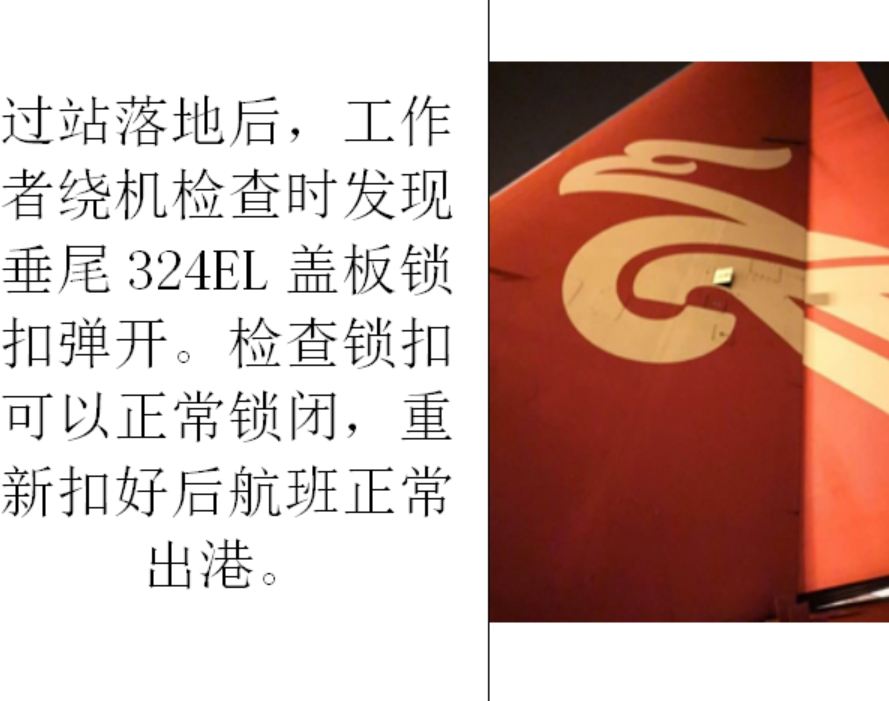 过站落地后，工作
者绕机检查时发现
垂尾 324EL 盖板锁
扣弹开。检查锁扣
可以正常锁闭，重
新扣好后航班正常
出港。